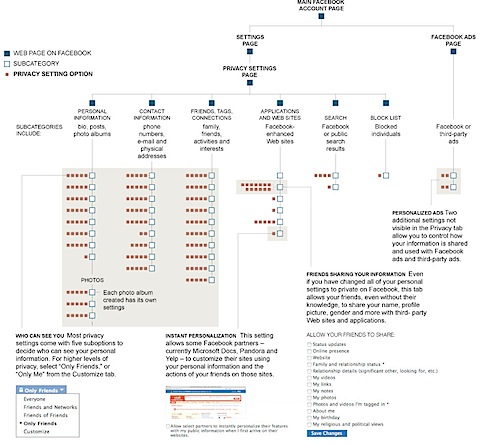 MAIN FACEBOOK
ACCOUNT PAGE
SETTINGS
PAGE
FACEBOOK ADS
PAGE
WEB PAGE ON FACEBOOK
SUBCATEGORY
PRIVACY SETTING OPTION
PRIVACY SETTINGS
PAGE
SUBCATEGORIES
INCLUDE:
PERSONAL
INFORMATION
bio, posts,
photo albums
CONTACT
INFORMATION
phone
numbers,
e-mail and
physical
addresses
FRIENDS, TAGS,
CONNECTIONS
family,
friends,
activities and
interests
APPLICATIONS
AND WEB SITES
Facebook-
enhanced
Web sites
SEARCH
Facebook
or public
search
results
BLOCK LIST
Blocked
individuals
Facebook or
third-party
ads
PHOTOS
Each photo album
created has its own
settings
PERSONALIZED ADS Two
additional settings not
visible in the Privacy tab
allow you to control how
your information is shared
and used with Facebook
ads and third-party ads.
FRIENDS SHARING YOUR INFORMATION Even
if you have changed all of your personal
settings to private on Facebook, this tab
allows your friends, even without their
knowledge, to share your name, profile
picture, gender and more with third- party
Web sites and applications.
WHO CAN SEE YOU Most privacy
settings come with five suboptions to
decide who can see your personal
information. For higher levels of
privacy, select "Only Friends," or
"Only Me" from the Customize tab.
Only Friends
Everyone
Friends and Networks
Friends of Friends
Only Friends
Customize
INSTANT PERSONALIZATION This setting
allows some Facebook partners –
currently Microsoft Docs, Pandora and
Yelp – to customize their sites using
your personal information and the
actions of your friends on those sites.
Allow select partners to instantly personalize their features
with my public information when I first arrive on their
websites.
ALLOW YOUR FRIENDS TO SHARE:
Status updates
Online presence
Website
Family and relationship status *
Relationship details (significant other, looking for, etc.)
My videos
My links
My notes
My photos
Photos and videos I'm tagged in *
About me
My birthday
My religious and political views
Save Changes